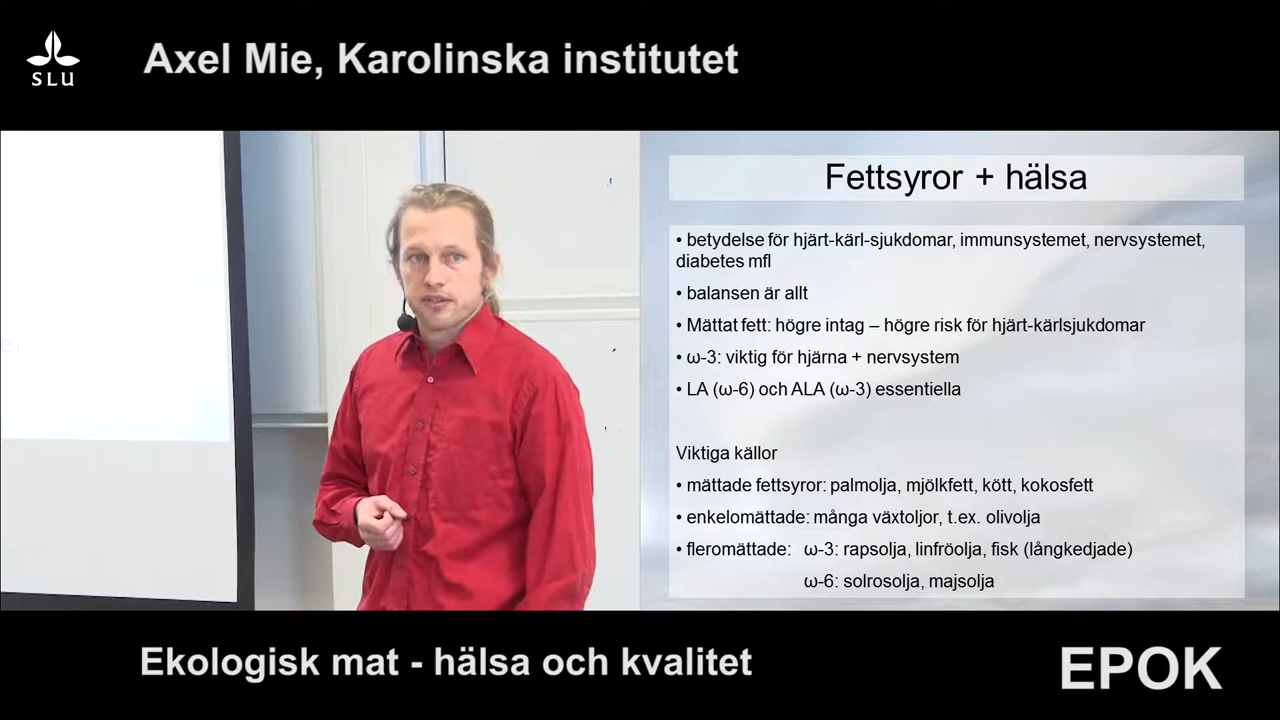 SLU
Axel Mie, Karolinska institutet
Fettsyror + hälsa
• betydelse för hjärt-kärl-sjukdomar, immunsystemet, nervsystemet,
diabetes mfl
• balansen är allt
• Mättat fett: högre intag – högre risk för hjärt-kärlsjukdomar
• ω-3: viktig för hjärna + nervsystem
• LA (ω-6) och ALA (ω-3) essentiella
Viktiga källor
• mättade fettsyror: palmolja, mjölkfett, kött, kokosfett
• enkelomättade: många växtoljor, t.ex. olivolja
• fleromättade: ω-3: rapsolja, linfröolja, fisk (långkedjade)
ω-6: solrosolja, majsolja
Ekologisk mat - hälsa och kvalitet
EPOK